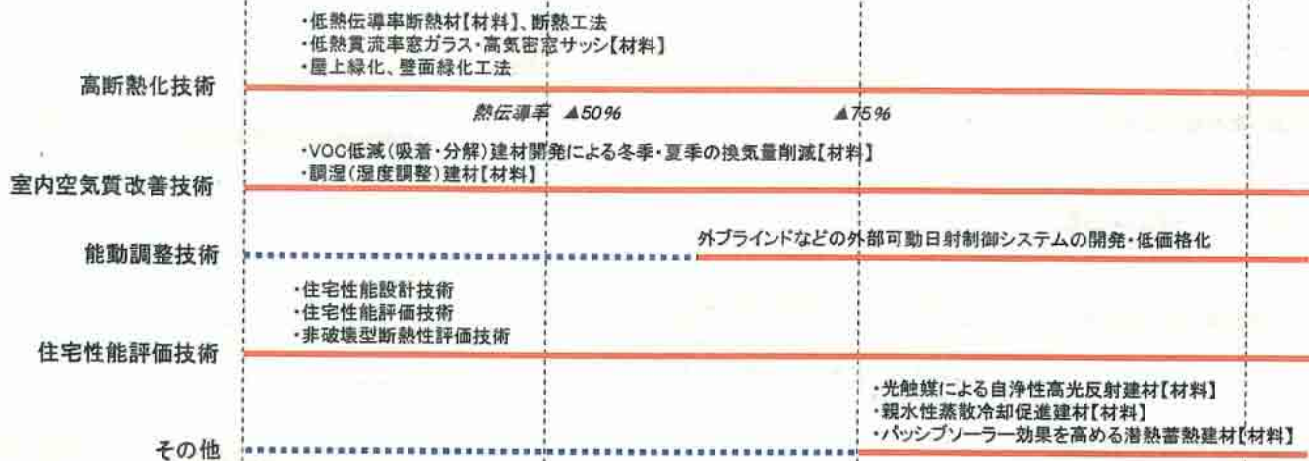 ・低熱伝導率断熱材【材料】、断熱工法
・低熱貫流率窓ガラス・高気密窓サッシ【材料】
・屋上緑化、壁面緑化工法
高断熱化技術
熱伝導率 ▲50% ▲75%
・VOC低減(吸着・分解)建材開発による冬季・夏季の換気量削減【材料】
・調湿(湿度調整)建材【材料】
室内空気質改善技術
外ブラインドなどの外部可動日射制御システムの開発・低価格化
能動調整技術
・住宅性能設計技術
・住宅性能評価技術
・非破壊型断熱性評価技術
住宅性能評価技術
・光触媒による自浄性高光反射建材【材料】
・親水性蒸散冷却促進建材【材料】
・パッシブソーラー効果を高める潜熱蓄熱建材【材料】
その他